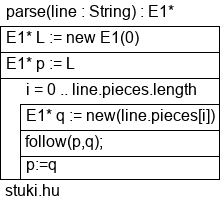 parse(line : String) : E1*
E1* L := new E1(0)
E1* p := L
i = 0 .. line.pieces.length
E1* q := new(line.pieces[i])
follow(p,q);
p:=q
stuki.hu